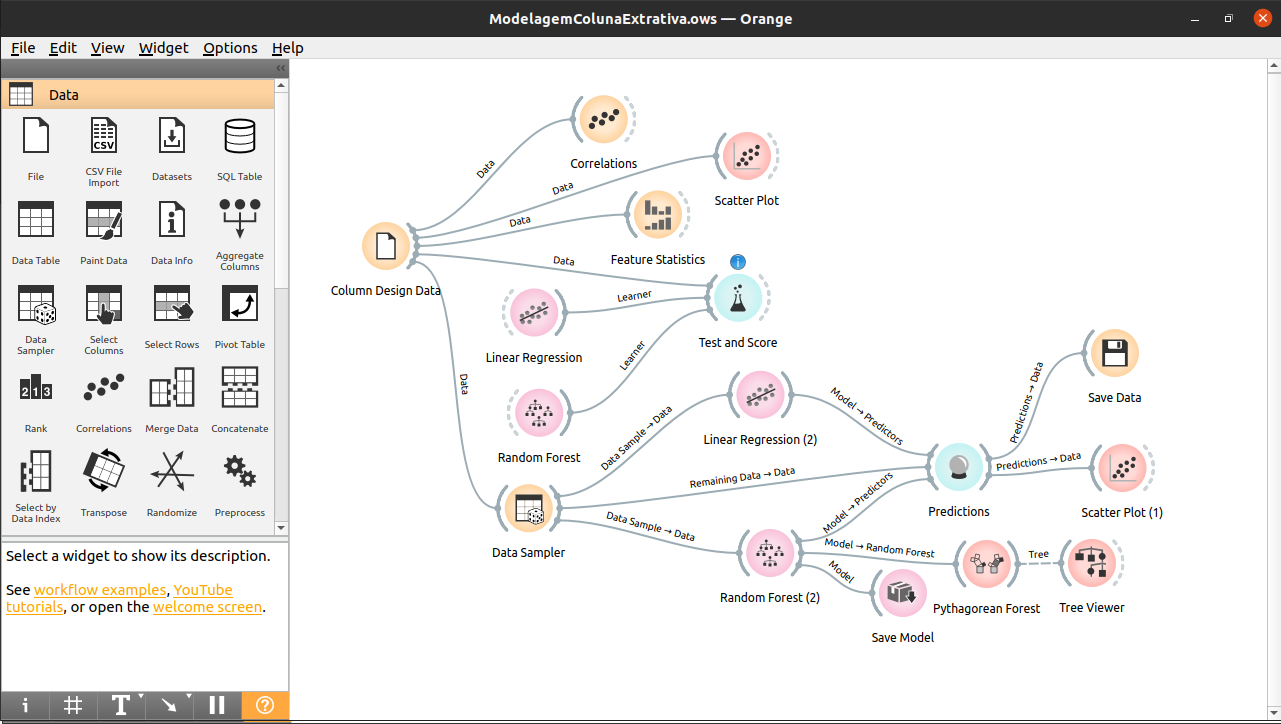 ModelagemColunaExtrativa.ows — Orange
File Edit View Widget Options Help
Data
File
CSV File
Import
Datasets
SQL Table
Data Table
Paint Data
Data Info
Aggregate
Columns
Data
Sampler
Select
Columns
Select Rows
Pivot Table
Rank
Correlations
Merge Data
Concatenate
Select by
Data Index
Transpose
Randomize
Preprocess
Select a widget to show its description.
See workflow examples, YouTube
tutorials, or open the welcome screen.
Column Design Data
Data
Correlations
Data
Scatter Plot
Data
Feature Statistics
Data
Test and Score
Learner
Linear Regression
Learner
Random Forest
Data
Data Sampler
Data Sample → Data
Linear Regression (2)
Model → Predictors
Remaining Data → Data
Predictions
Data Sample → Data
Random Forest (2)
Model → Predictors
Predictions → Data
Save Data
Predictions → Data
Scatter Plot (1)
Model → Random Forest
Pythagorean Forest
Tree
Tree Viewer
Model
Save Model